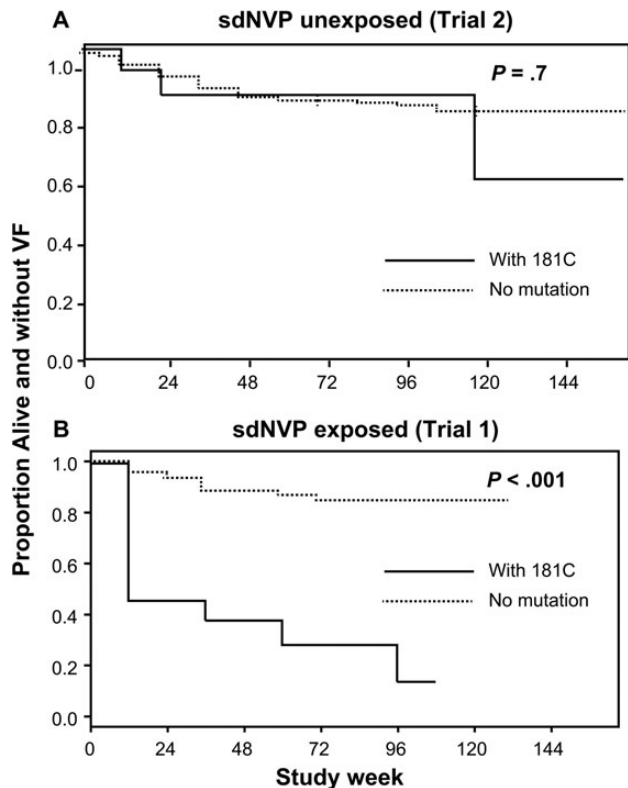 A
sdNVP unexposed (Trial 2)
P = .7
1.0
0.8
0.6
0.4
0.2
0.0
With 181C
No mutation
0 24 48 72 96 120 144
Proportion Alive and without VF
B
sdNVP exposed (Trial 1)
P < .001
1.0
0.8
0.6
0.4
0.2
0.0
With 181C
No mutation
0 24 48 72 96 120 144
Study week